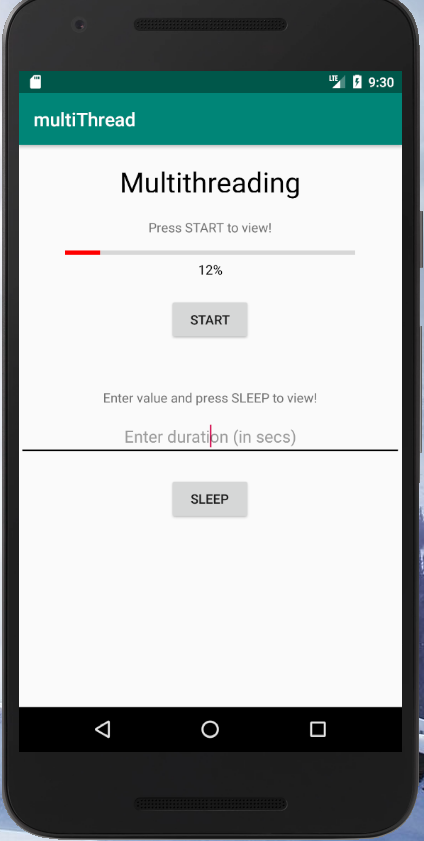 LTE 9:30
multiThread
Multithreading
Press START to view!
12%
START
Enter value and press SLEEP to view!
Enter duration (in secs)
SLEEP